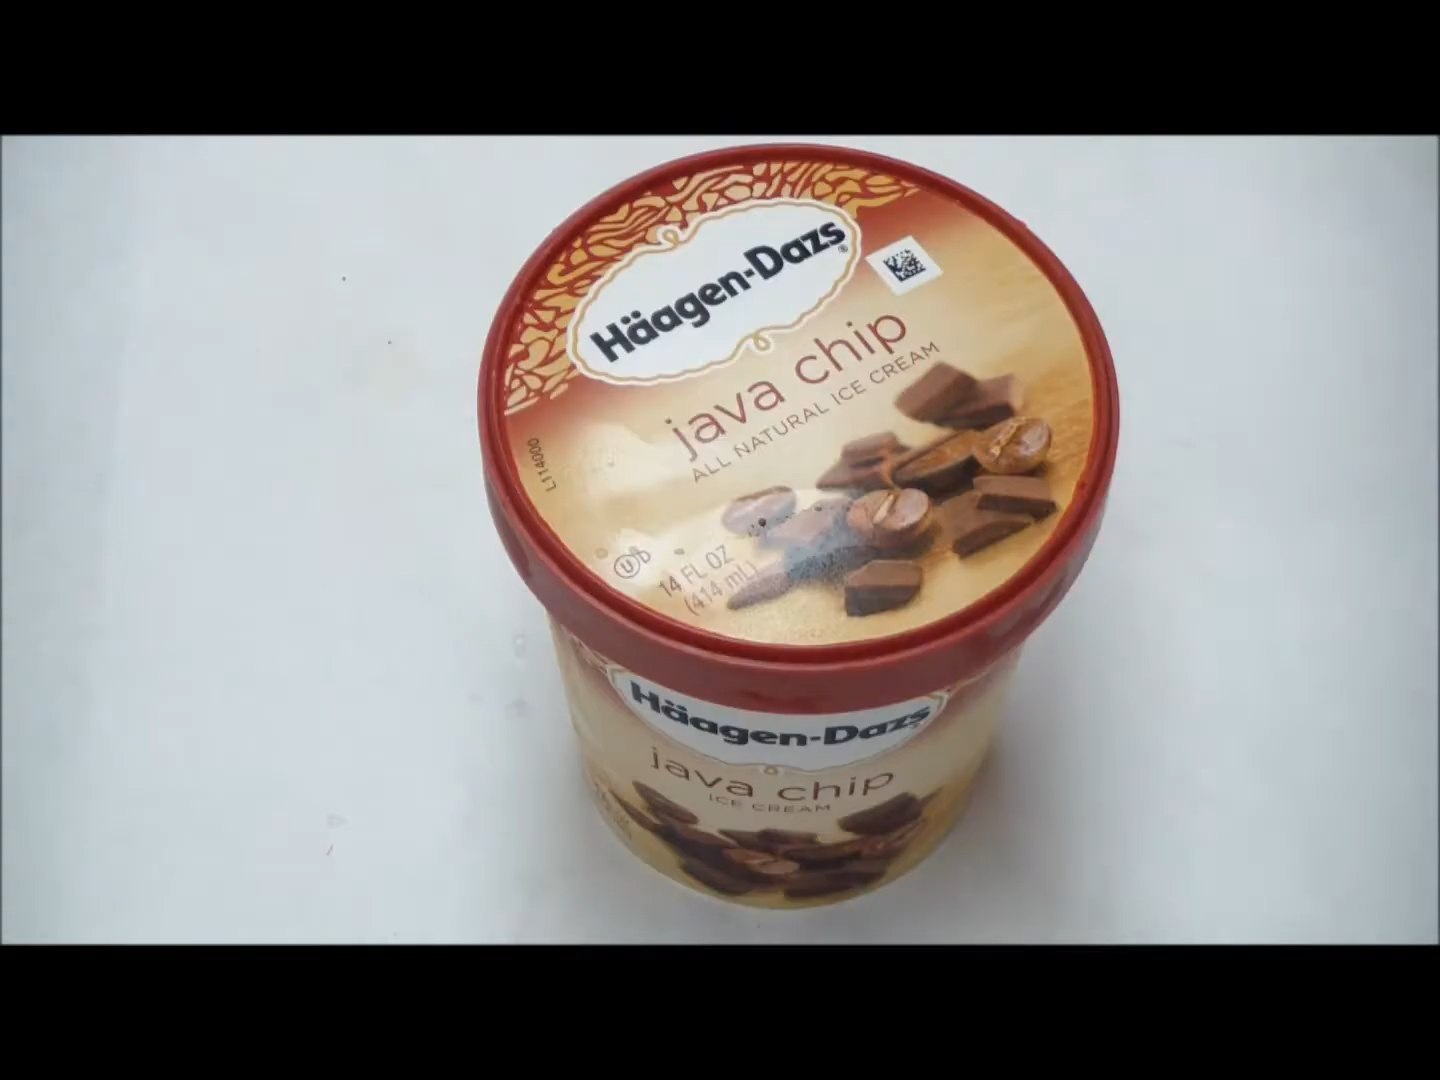 Häagen-Dazs®
java chip
ALL NATURAL ICE CREAM
L114000
U D
14 FL OZ
(414 mL)
Häagen-Dazs
java chip
ICE CREAM